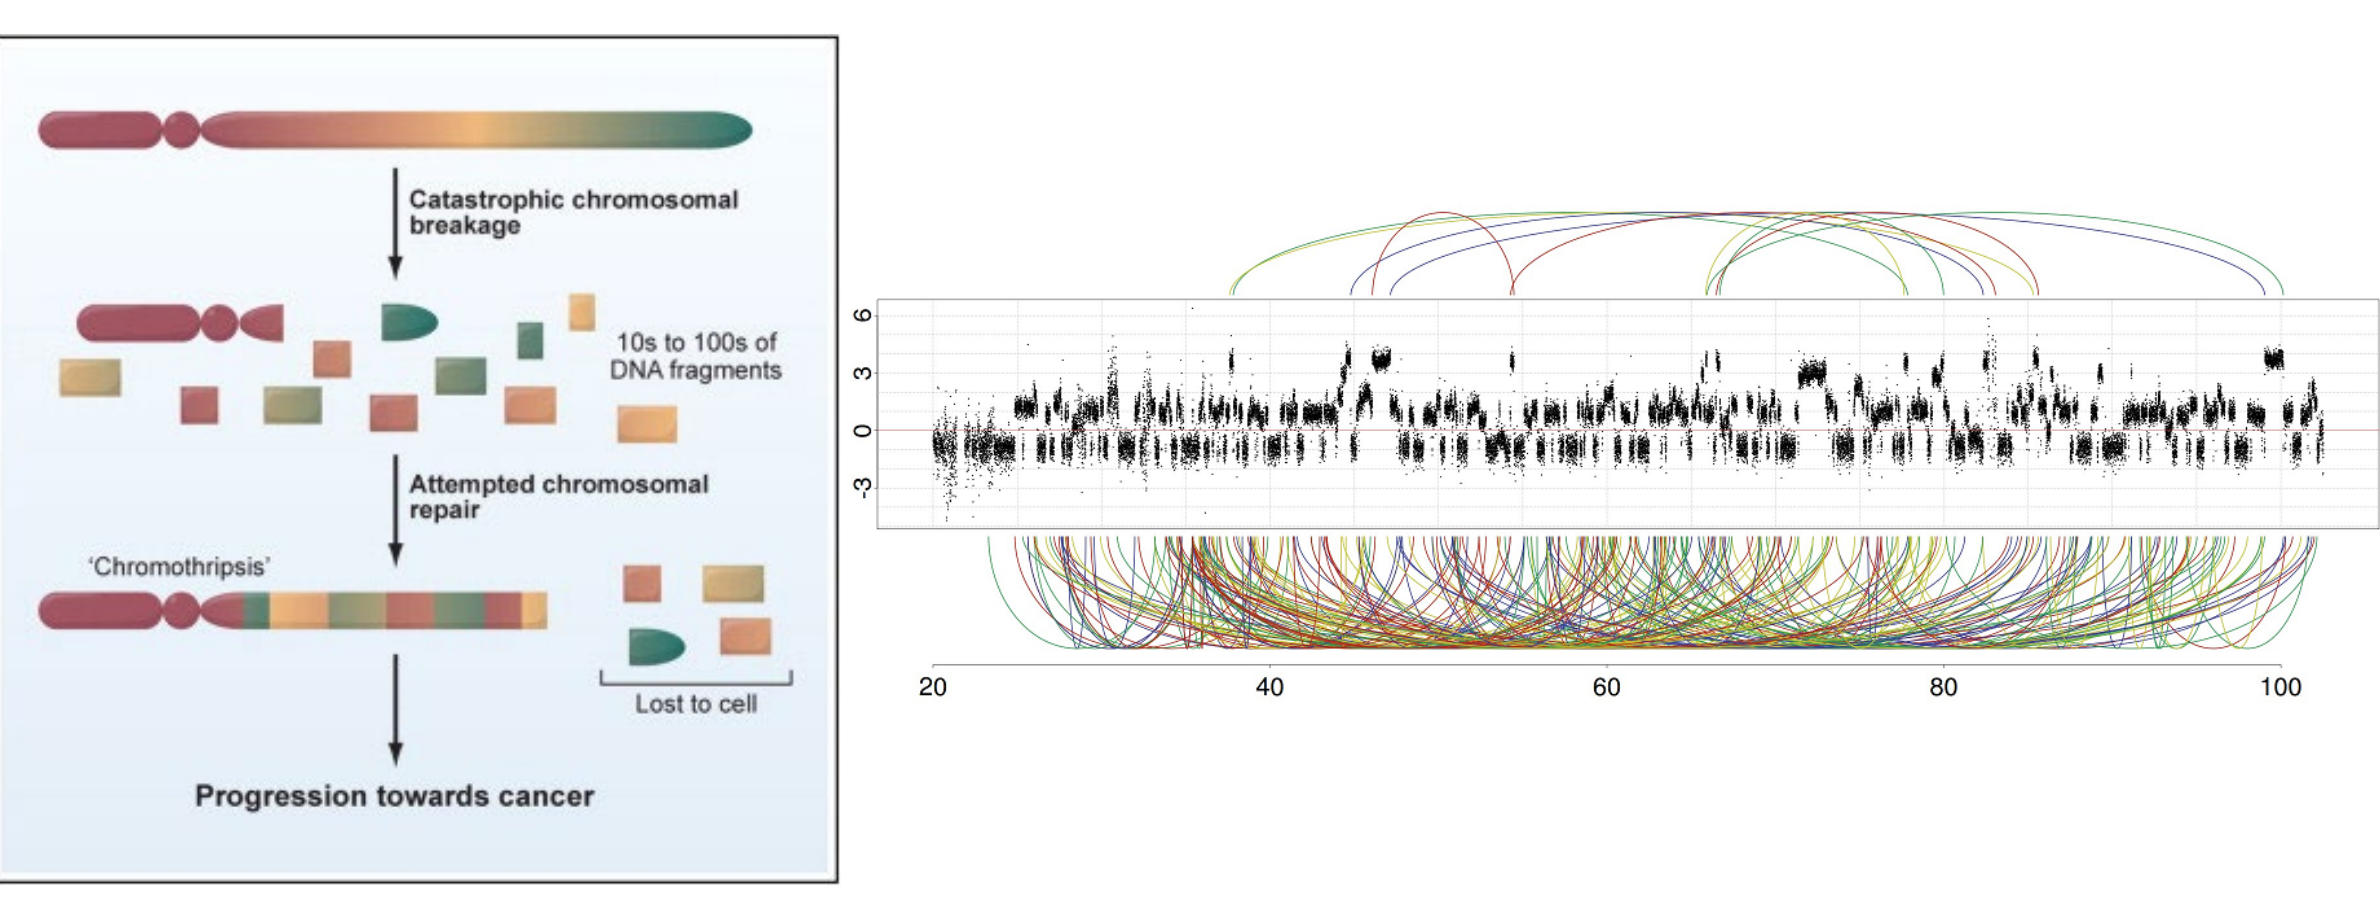 Catastrophic chromosomal
breakage
10s to 100s of
DNA fragments
Attempted chromosomal
repair
'Chromothripsis'
Lost to cell
Progression towards cancer
6
3
0
-3
20 40 60 80 100